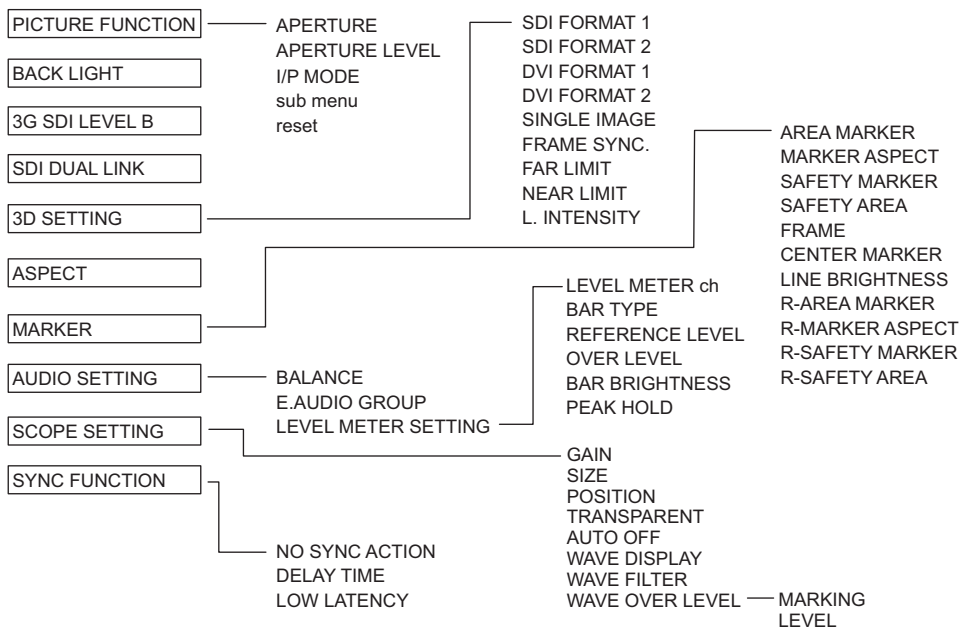 PICTURE FUNCTION
APERTURE
APERTURE LEVEL
I/P MODE
sub menu
reset
BACK LIGHT
3G SDI LEVEL B
SDI DUAL LINK
3D SETTING
SDI FORMAT 1
SDI FORMAT 2
DVI FORMAT 1
DVI FORMAT 2
SINGLE IMAGE
FRAME SYNC.
FAR LIMIT
NEAR LIMIT
L. INTENSITY
ASPECT
MARKER
AREA MARKER
MARKER ASPECT
SAFETY MARKER
SAFETY AREA
FRAME
CENTER MARKER
LINE BRIGHTNESS
R-AREA MARKER
R-MARKER ASPECT
R-SAFETY MARKER
R-SAFETY AREA
AUDIO SETTING
BALANCE
E.AUDIO GROUP
LEVEL METER SETTING
LEVEL METER ch
BAR TYPE
REFERENCE LEVEL
OVER LEVEL
BAR BRIGHTNESS
PEAK HOLD
SCOPE SETTING
GAIN
SIZE
POSITION
TRANSPARENT
AUTO OFF
WAVE DISPLAY
WAVE FILTER
WAVE OVER LEVEL
MARKING
LEVEL
SYNC FUNCTION
NO SYNC ACTION
DELAY TIME
LOW LATENCY